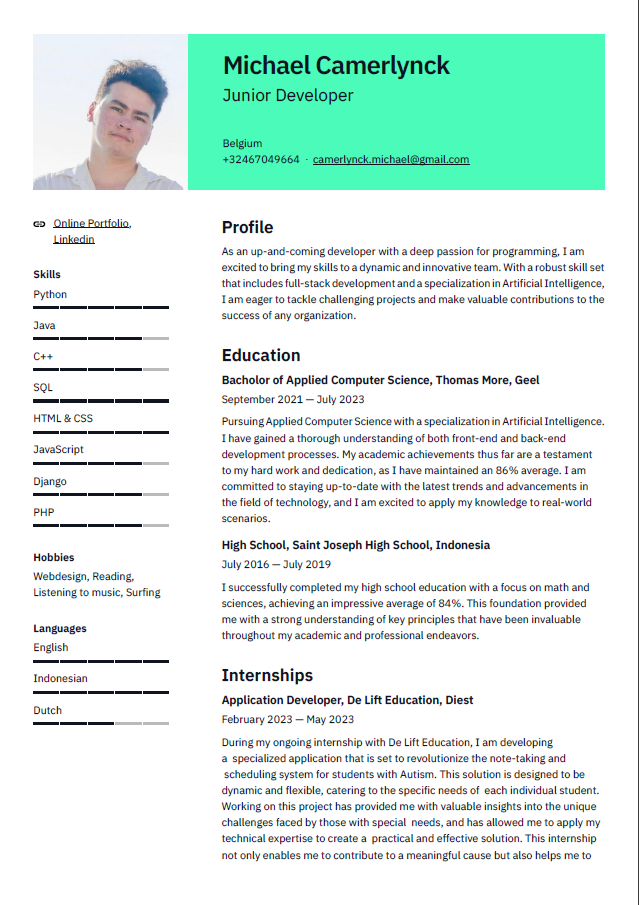 Michael Camerlynck
Junior Developer
Belgium
+32467049664 · camerlynck.michael@gmail.com
Online Portfolio,
Linkedin
Skills
Python
Java
C++
SQL
HTML & CSS
JavaScript
Django
PHP
Hobbies
Webdesign, Reading,
Listening to music, Surfing
Languages
English
Indonesian
Dutch
Profile
As an up-and-coming developer with a deep passion for programming, I am
excited to bring my skills to a dynamic and innovative team. With a robust skill set
that includes full-stack development and a specialization in Artificial Intelligence,
I am eager to tackle challenging projects and make valuable contributions to the
success of any organization.
Education
Bacholor of Applied Computer Science, Thomas More, Geel
September 2021 — July 2023
Pursuing Applied Computer Science with a specialization in Artificial Intelligence.
I have gained a thorough understanding of both front-end and back-end
development processes. My academic achievements thus far are a testament
to my hard work and dedication, as I have maintained an 86% average. I am
committed to staying up-to-date with the latest trends and advancements in
the field of technology, and I am excited to apply my knowledge to real-world
scenarios.
High School, Saint Joseph High School, Indonesia
July 2016 — July 2019
I successfully completed my high school education with a focus on math and
sciences, achieving an impressive average of 84%. This foundation provided
me with a strong understanding of key principles that have been invaluable
throughout my academic and professional endeavors.
Internships
Application Developer, De Lift Education, Diest
February 2023 — May 2023
During my ongoing internship with De Lift Education, I am developing
a specialized application that is set to revolutionize the note-taking and
scheduling system for students with Autism. This solution is designed to be
dynamic and flexible, catering to the specific needs of each individual student.
Working on this project has provided me with valuable insights into the unique
challenges faced by those with special needs, and has allowed me to apply my
technical expertise to create a practical and effective solution. This internship
not only enables me to contribute to a meaningful cause but also helps me to